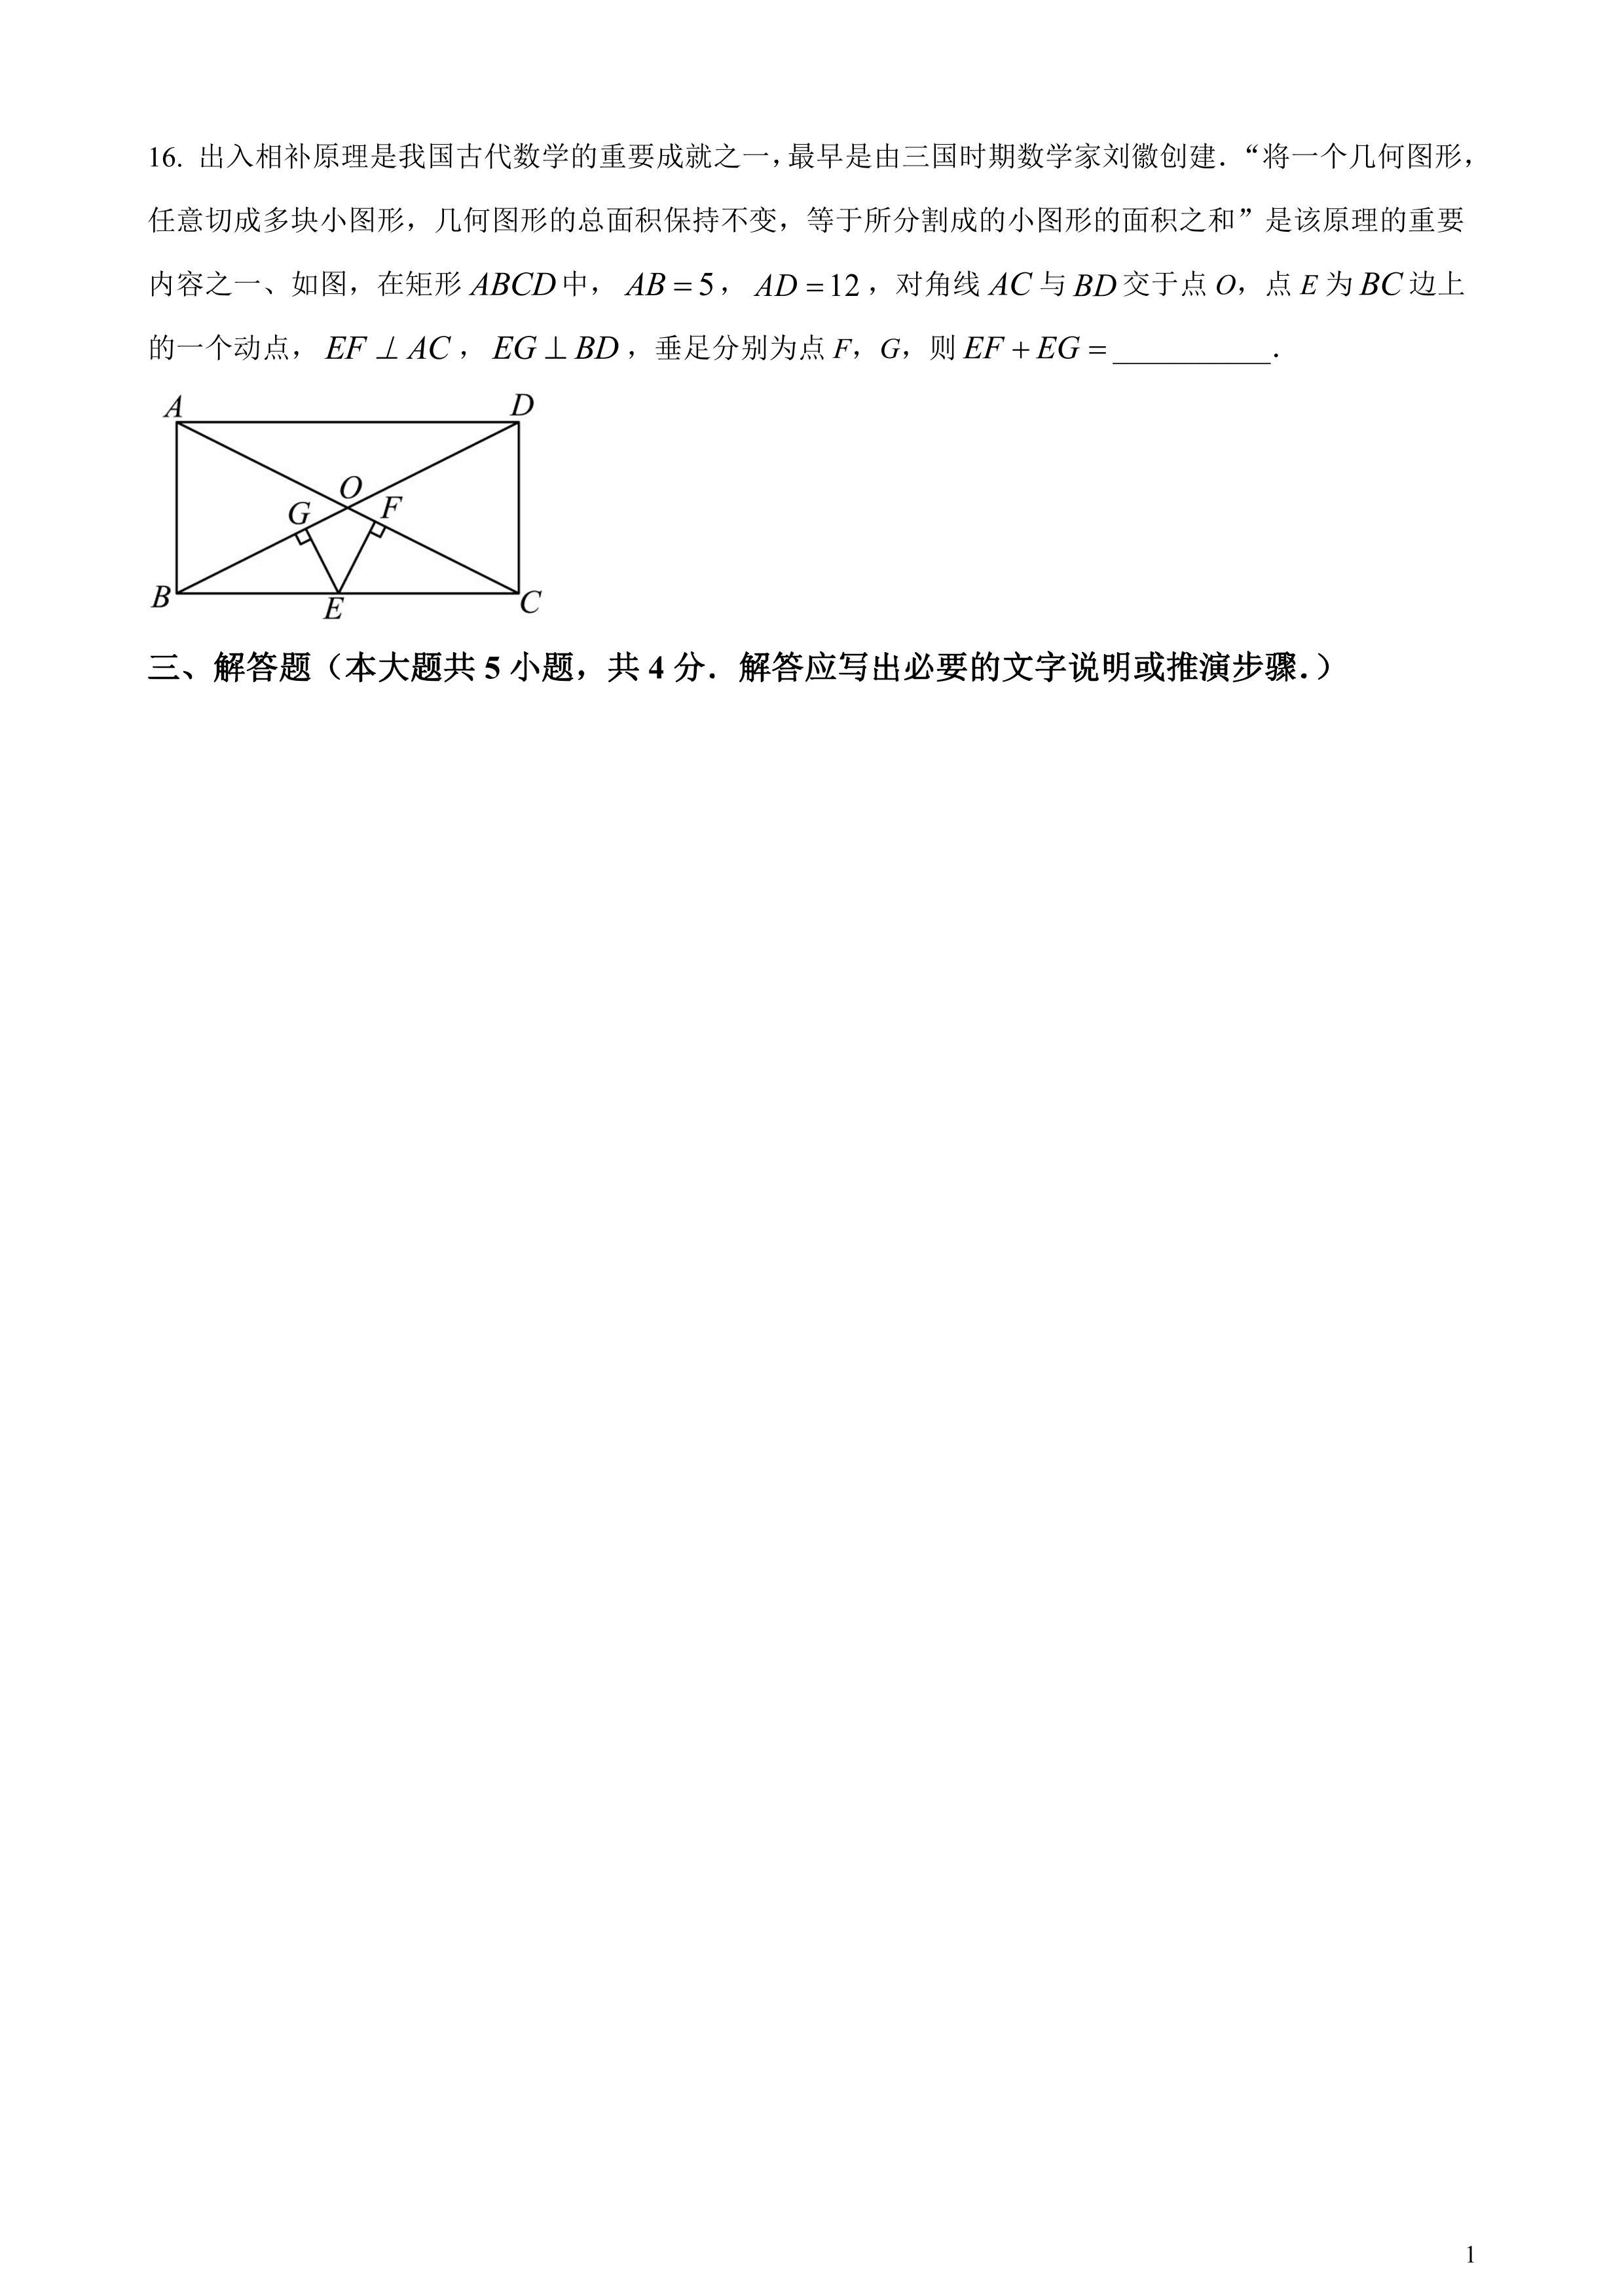 16. 出入相补原理是我国古代数学的重要成就之一，最早是由三国时期数学家刘徽创建．“将一个几何图形，
任意切成多块小图形，几何图形的总面积保持不变，等于所分割成的小图形的面积之和”是该原理的重要
内容之一、如图，在矩形 ABCD 中， AB = 5， AD = 12，对角线 AC 与 BD 交于点 O，点 E 为 BC 边上
的一个动点， EF ⊥ AC， EG ⊥ BD，垂足分别为点 F，G，则 EF + EG = ___________．
A
D
O
G
F
B
E
C
三、解答题（本大题共 5 小题，共 4 分．解答应写出必要的文字说明或推演步骤．）
1